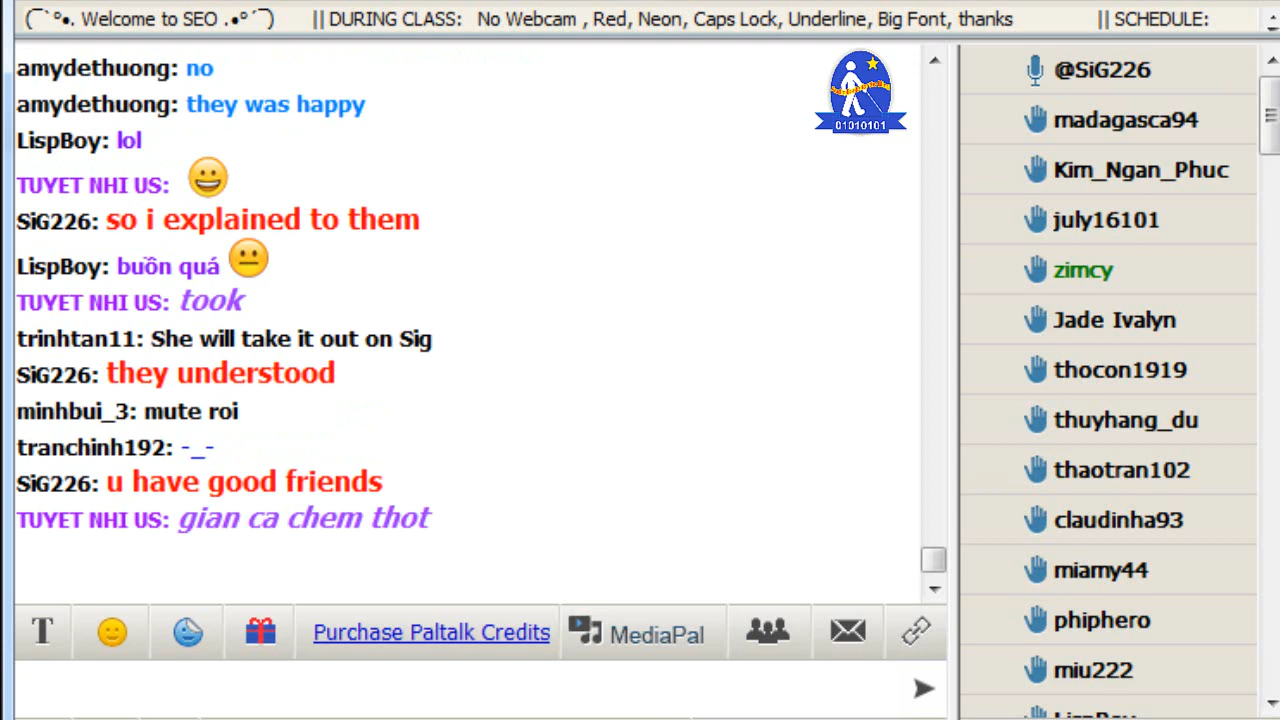 (¯`°•. Welcome to SEO .•°´¯) || DURING CLASS: No Webcam , Red, Neon, Caps Lock, Underline, Big Font, thanks || SCHEDULE:
amydethuong: no
amydethuong: they was happy
LispBoy: lol
TUYET NHI US:
SiG226: so i explained to them
LispBoy: buồn quá
TUYET NHI US: took
trinhtan11: She will take it out on Sig
SiG226: they understood
minhbui_3: mute roi
tranchinh192: -_-
SiG226: u have good friends
TUYET NHI US: gian ca chem thot
01010101
T
Purchase Paltalk Credits
MediaPal
@SiG226
madagasca94
Kim_Ngan_Phuc
july16101
zimcy
Jade Ivalyn
thocon1919
thuyhang_du
thaotran102
claudinha93
miamy44
phiphero
miu222
LispBoy